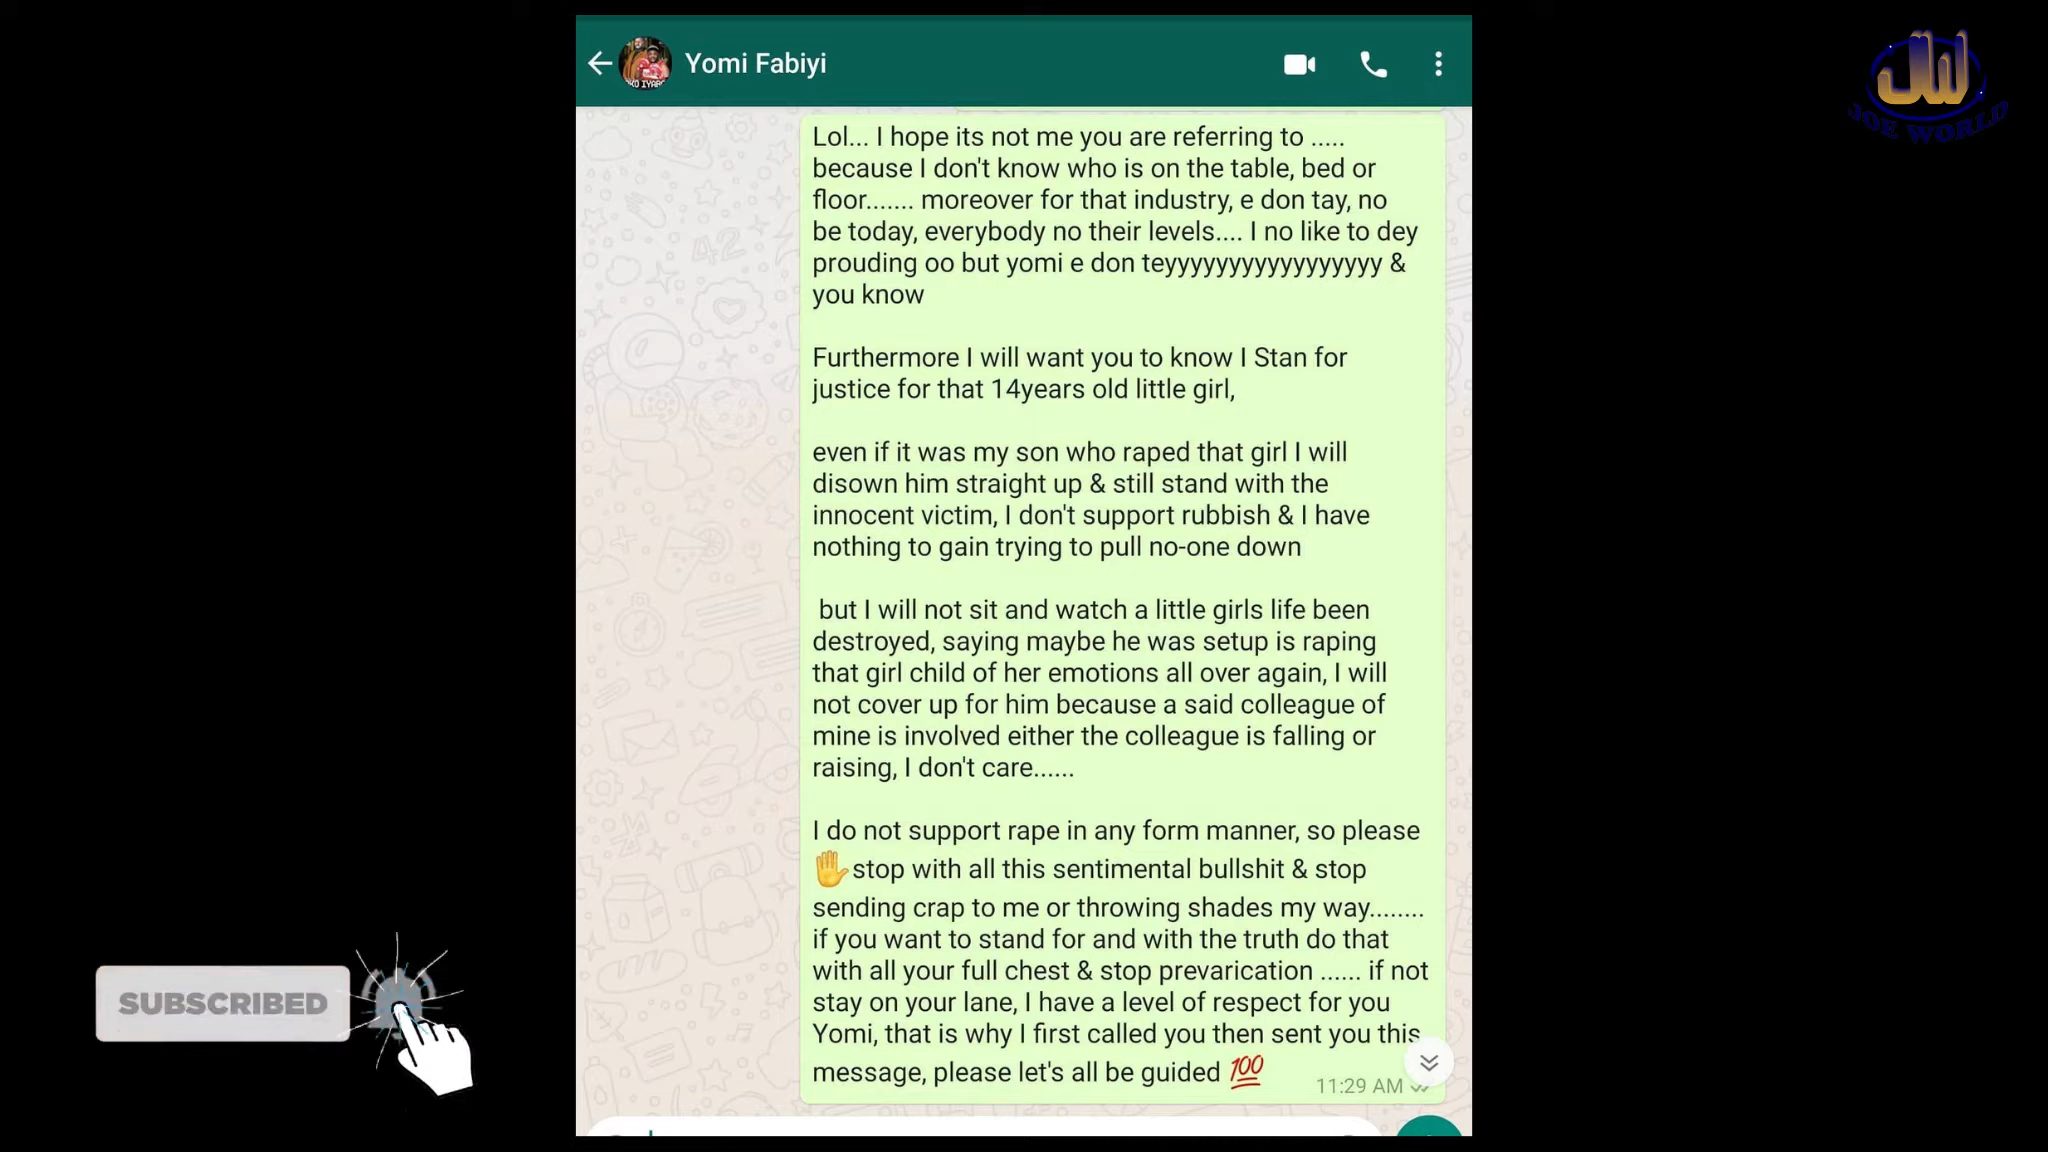 Yomi Fabiyi
Lol... I hope its not me you are referring to .....
because I don't know who is on the table, bed or
floor....... moreover for that industry, e don tay, no
be today, everybody no their levels.... I no like to dey
prouding oo but yomi e don teyyyyyyyyyyyyyyyyy &
you know
Furthermore I will want you to know I Stan for
justice for that 14years old little girl,
even if it was my son who raped that girl I will
disown him straight up & still stand with the
innocent victim, I don't support rubbish & I have
nothing to gain trying to pull no-one down
but I will not sit and watch a little girls life been
destroyed, saying maybe he was setup is raping
that girl child of her emotions all over again, I will
not cover up for him because a said colleague of
mine is involved either the colleague is falling or
raising, I don't care......
I do not support rape in any form manner, so please
✋stop with all this sentimental bullshit & stop
sending crap to me or throwing shades my way........
if you want to stand for and with the truth do that
with all your full chest & stop prevarication ...... if not
stay on your lane, I have a level of respect for you
Yomi, that is why I first called you then sent you this
message, please let's all be guided 💯
11:29 AM
JW
JOE WORLD
SUBSCRIBED